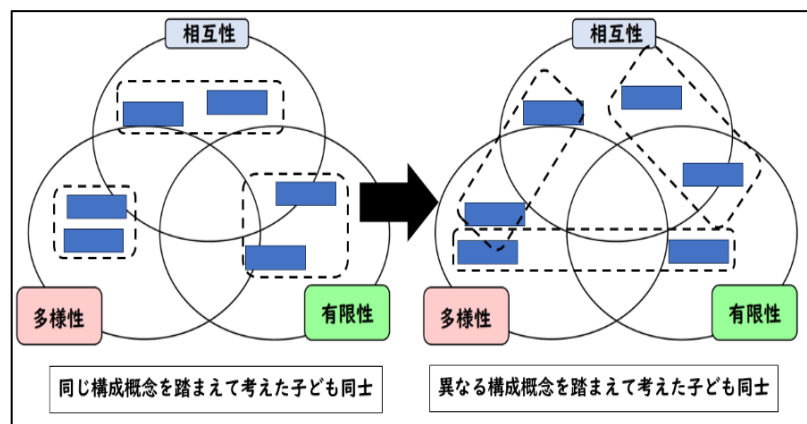 相互性
多様性
有限性
同じ構成概念を踏まえて考えた子ども同士
相互性
多様性
有限性
異なる構成概念を踏まえて考えた子ども同士